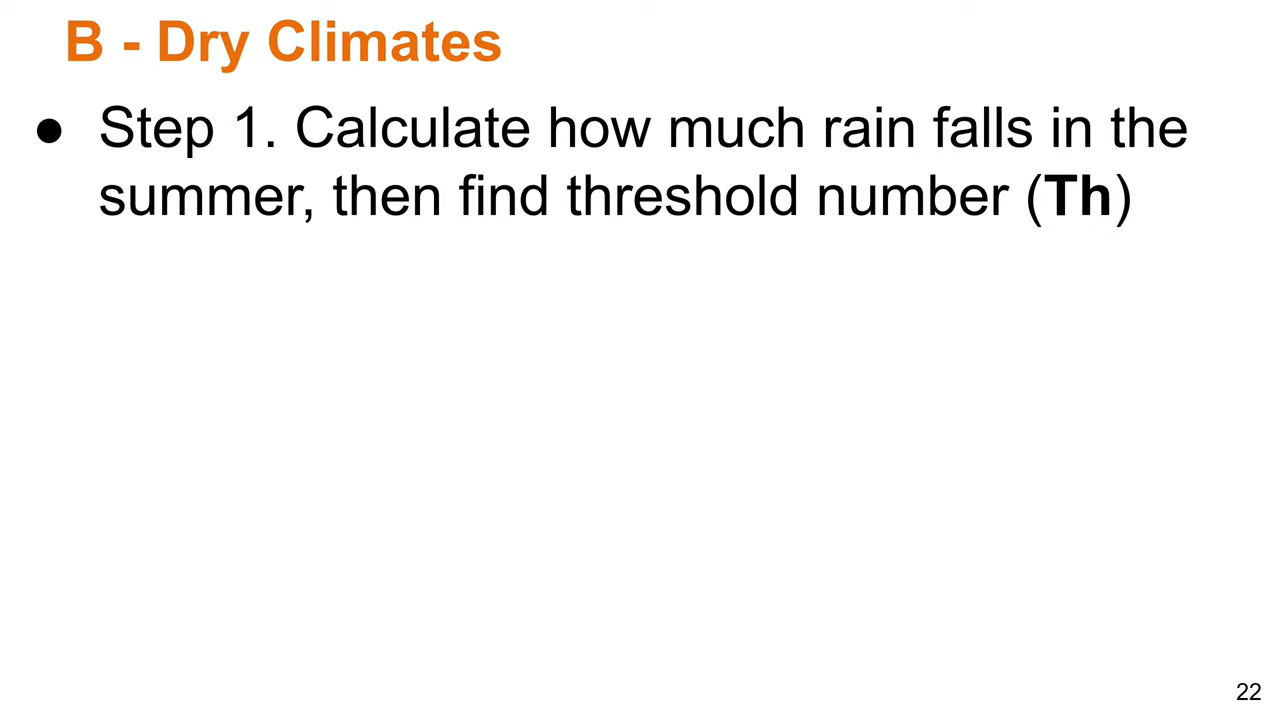 B - Dry Climates
● Step 1. Calculate how much rain falls in the
summer, then find threshold number (Th)
22